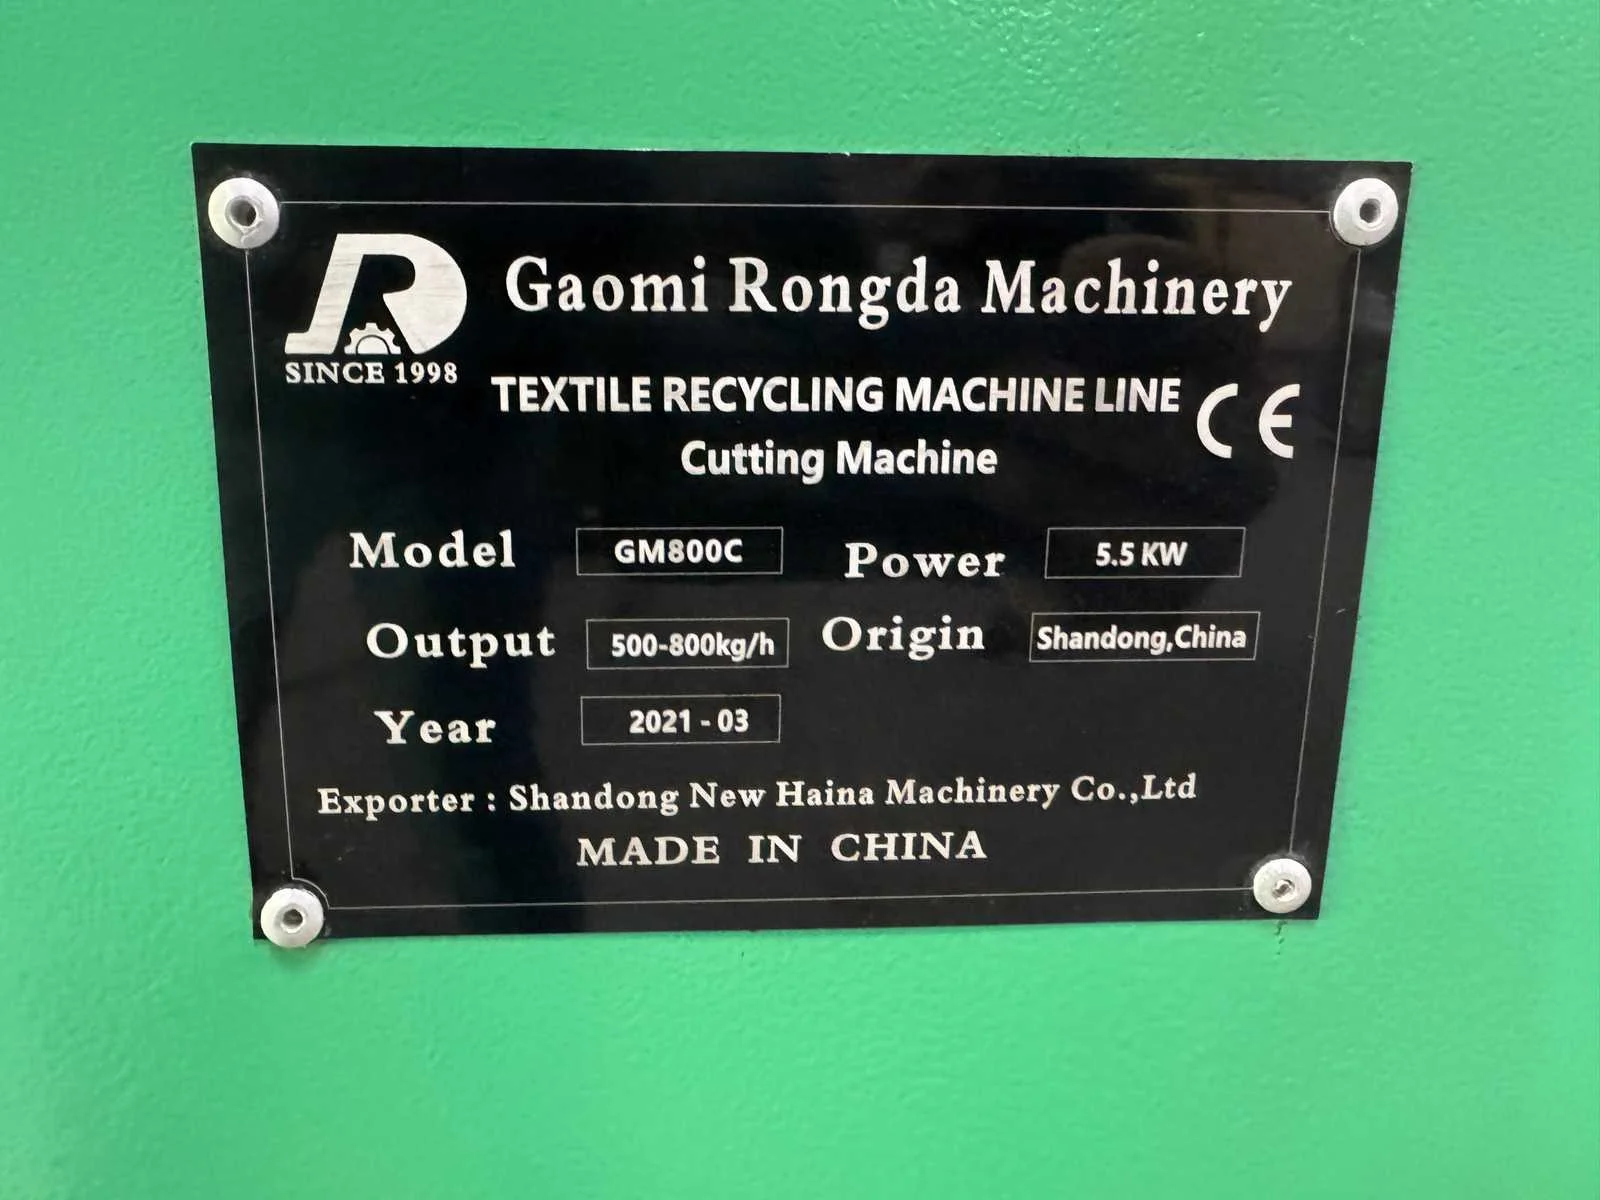 Gaomi Rongda Machinery
SINCE 1998
TEXTILE RECYCLING MACHINE LINE CE
Cutting Machine
Model GM800C Power 5.5 KW
Output 500-800kg/h Origin Shandong,China
Year 2021 - 03
Exporter : Shandong New Haina Machinery Co.,Ltd
MADE IN CHINA